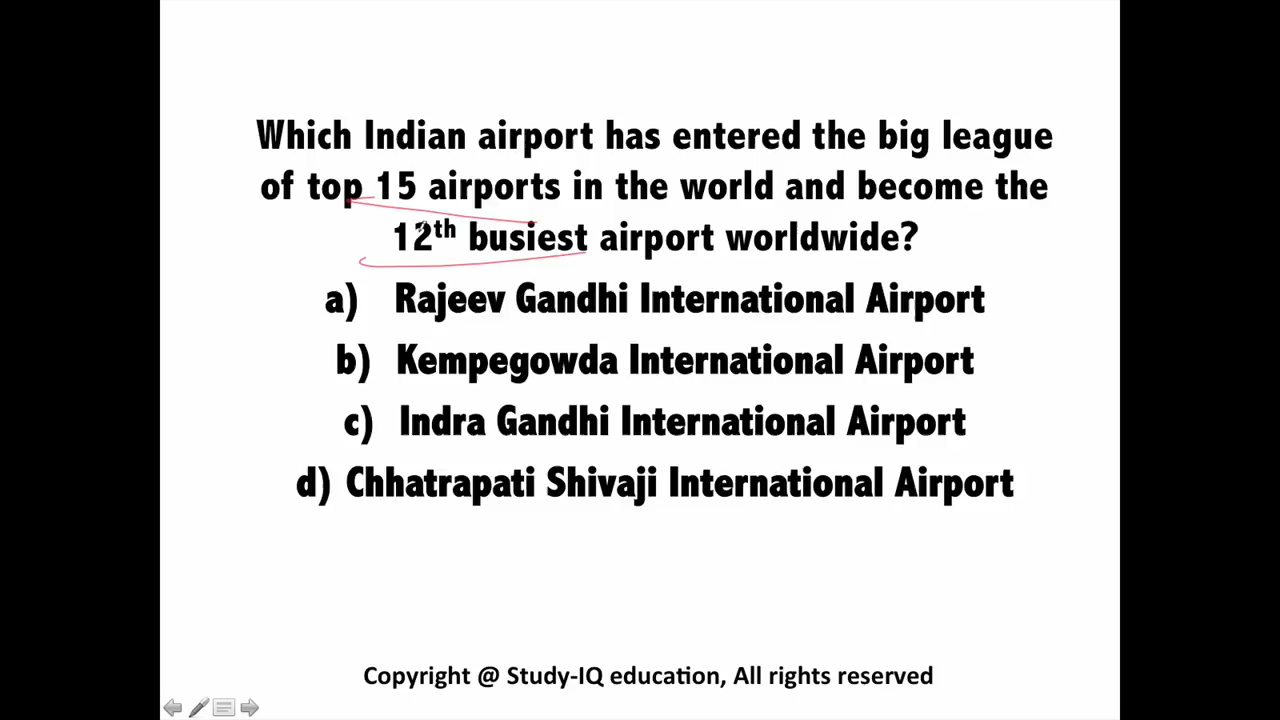 Which Indian airport has entered the big league
of top 15 airports in the world and become the
12th busiest airport worldwide?
a) Rajeev Gandhi International Airport
b) Kempegowda International Airport
c) Indra Gandhi International Airport
d) Chhatrapati Shivaji International Airport
Copyright @ Study-IQ education, All rights reserved